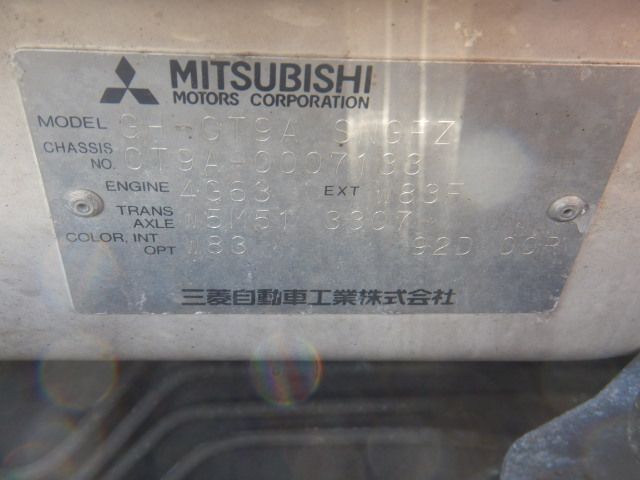 MITSUBISHI
MOTORS CORPORATION
MODEL GH-GT9A SNGFZ
CHASSIS NO. CT9A-0007133
ENGINE 4G63 EXT W83F
TRANS AXLE W5M51 3307
COLOR, INT OPT W83 92D 00R
三菱自動車工業株式会社